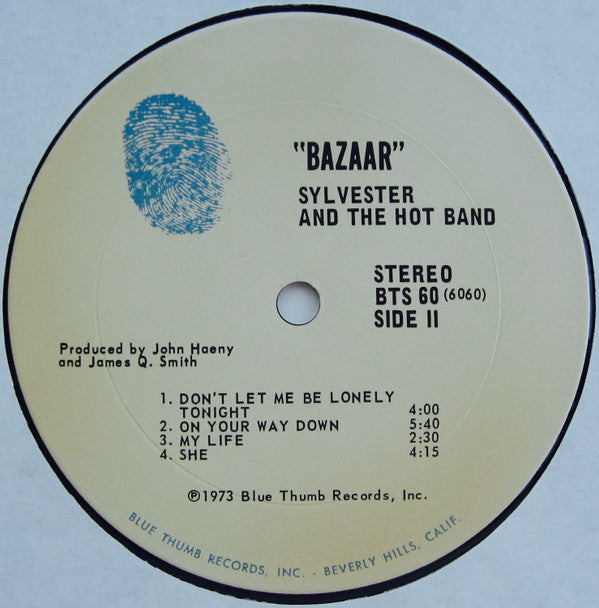 "BAZAAR"
SYLVESTER
AND THE HOT BAND
STEREO
BTS 60 (6060)
SIDE II
Produced by John Haeny
and James Q. Smith
1. DON'T LET ME BE LONELY
TONIGHT 4:00
2. ON YOUR WAY DOWN 5:40
3. MY LIFE 2:30
4. SHE 4:15
℗1973 Blue Thumb Records, Inc.
BLUE THUMB RECORDS, INC. - BEVERLY HILLS, CALIF.